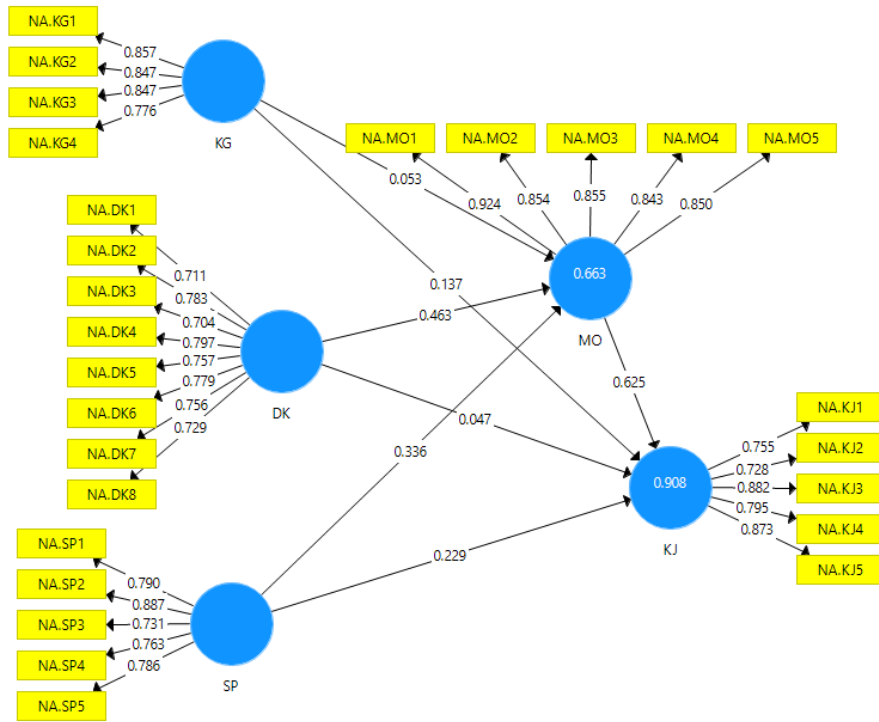 NA.KG1
NA.KG2
NA.KG3
NA.KG4
0.857
0.847
0.847
0.776
KG
NA.MO1
NA.MO2
NA.MO3
NA.MO4
NA.MO5
0.053
0.924
0.854
0.855
0.843
0.850
0.663
MO
NA.DK1
NA.DK2
NA.DK3
NA.DK4
NA.DK5
NA.DK6
NA.DK7
NA.DK8
0.711
0.783
0.704
0.797
0.757
0.779
0.756
0.729
DK
0.137
0.463
0.625
0.047
0.336
0.229
0.908
KJ
NA.KJ1
NA.KJ2
NA.KJ3
NA.KJ4
NA.KJ5
0.755
0.728
0.882
0.795
0.873
NA.SP1
NA.SP2
NA.SP3
NA.SP4
NA.SP5
0.790
0.887
0.731
0.763
0.786
SP